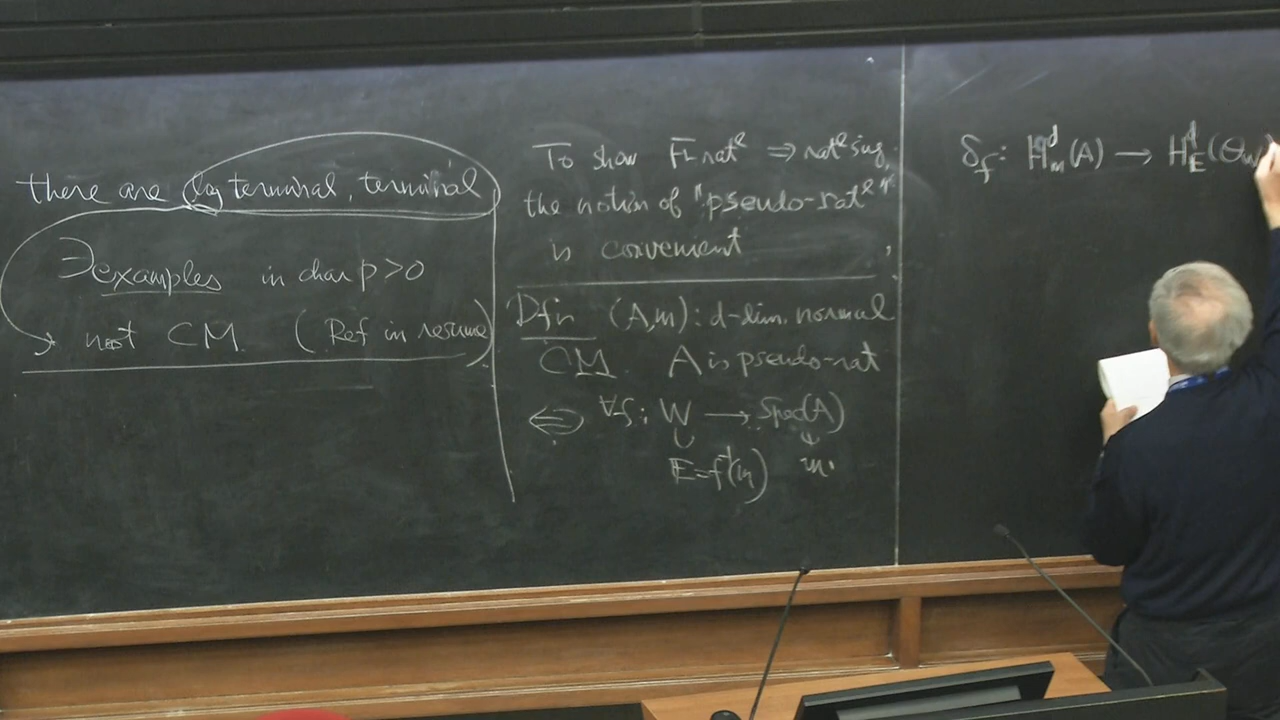 there are log terminal, terminal
∃ examples in char p>0
→ not CM (Ref in resume)
To show F-rat^l ⇒ rat^l sing,
the notion of "pseudo-rat^l"
is convenient
Dfn (A,m): d-dim. normal
CM. A is pseudo-rat
⇔ ∀f: W → Spec(A)
E=f^{-1}(m) m.
δ_f: H^d_m(A) → H^d_E(O_W